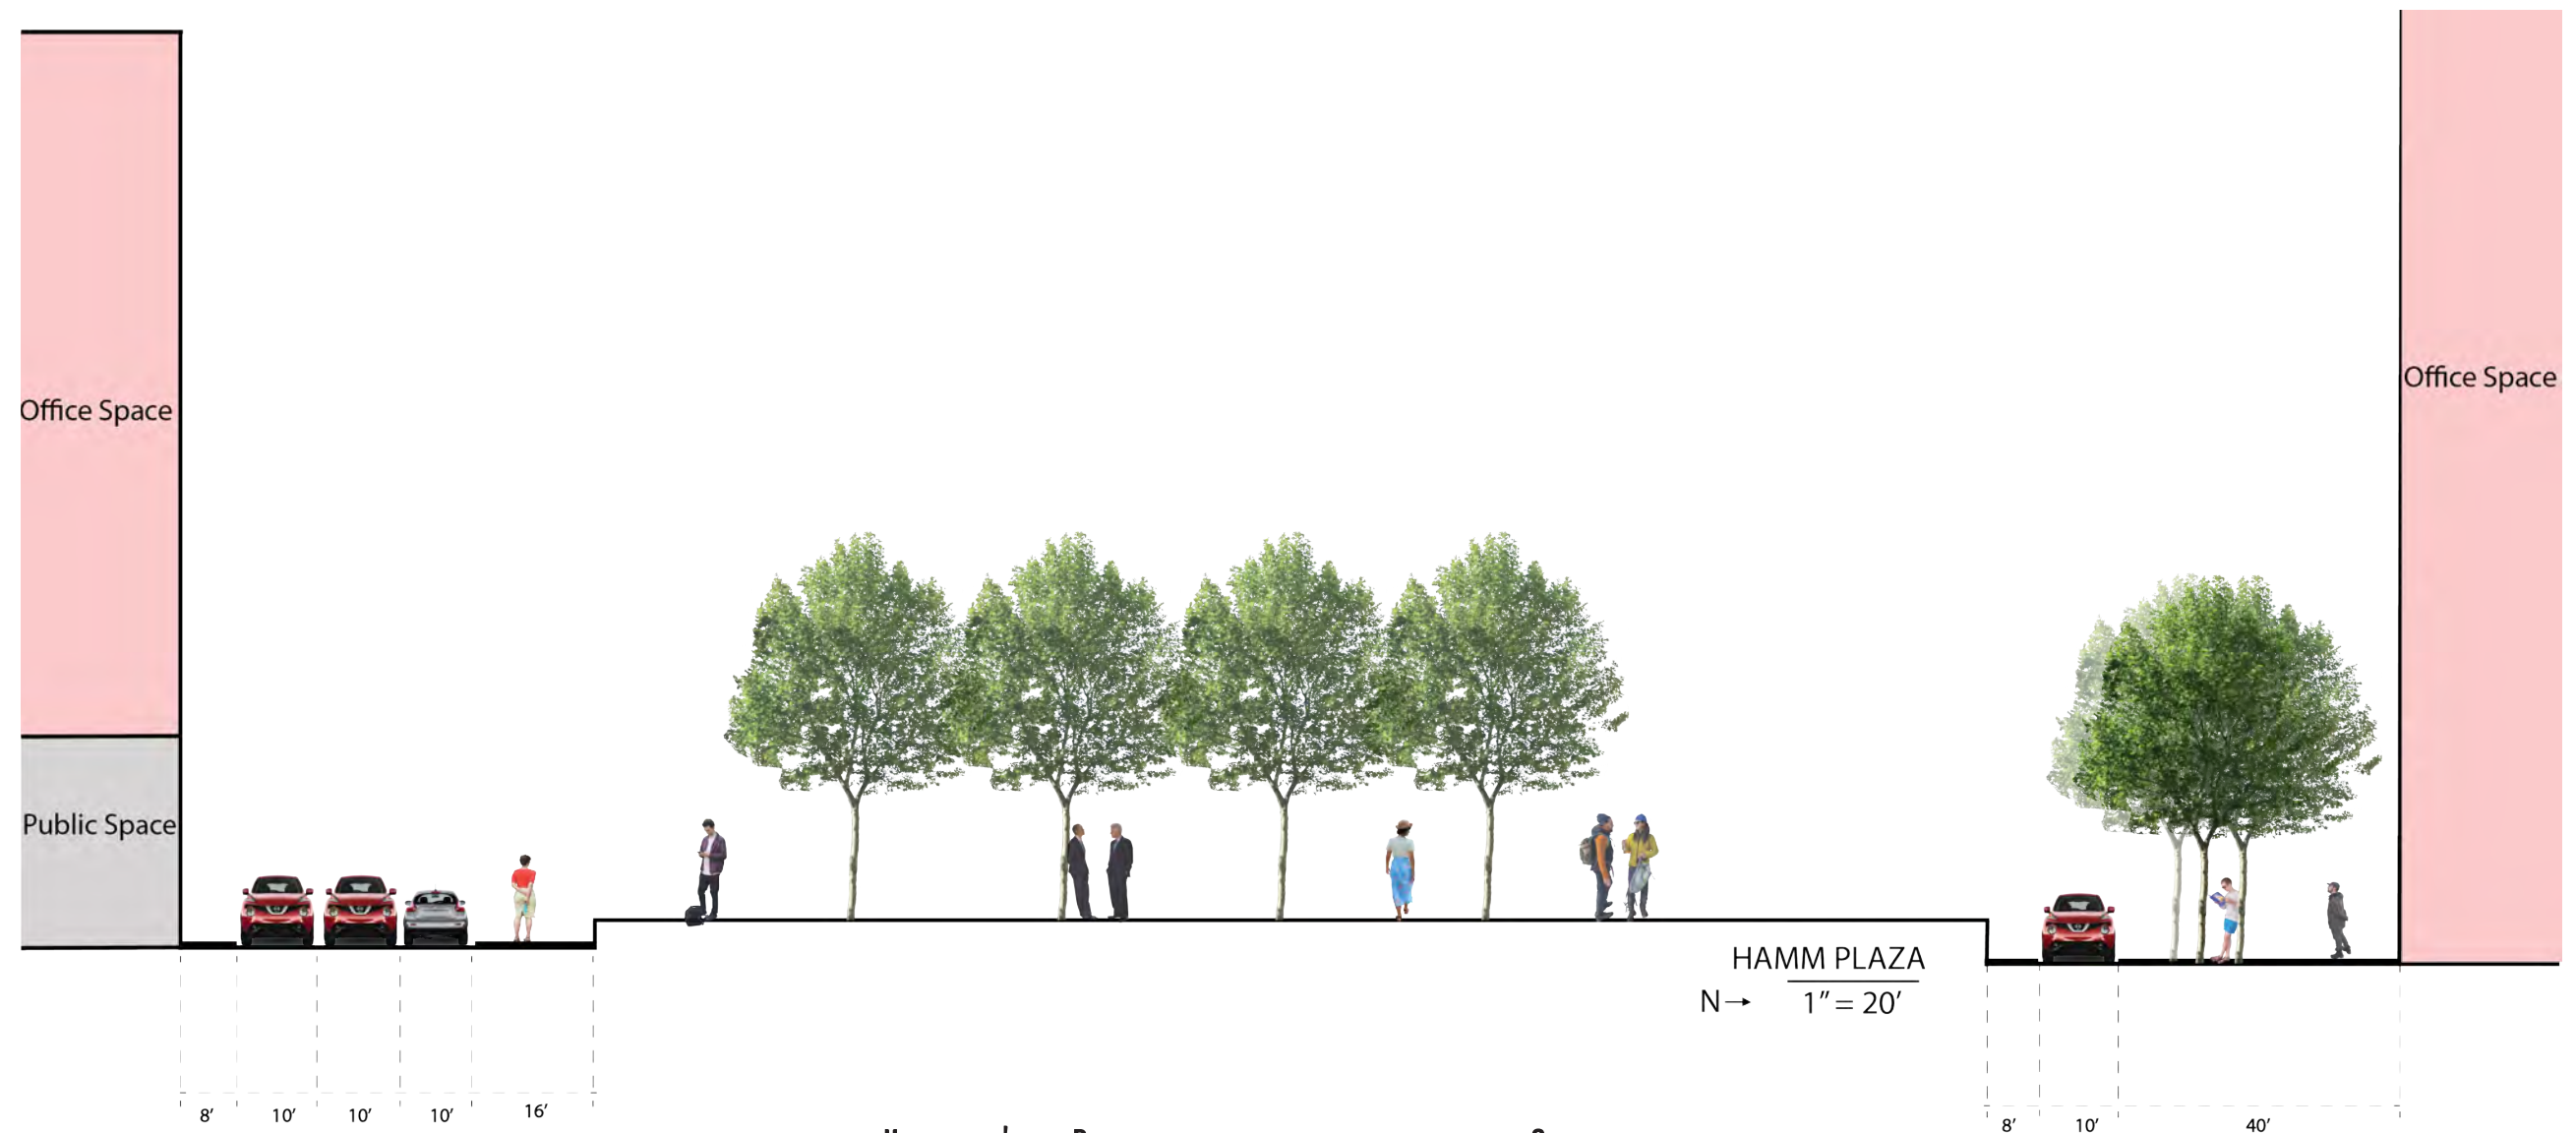 Office Space
Office Space
Public Space
HAMM PLAZA
N→ 1" = 20'
8' 10' 10' 10' 16'
8' 10' 40'